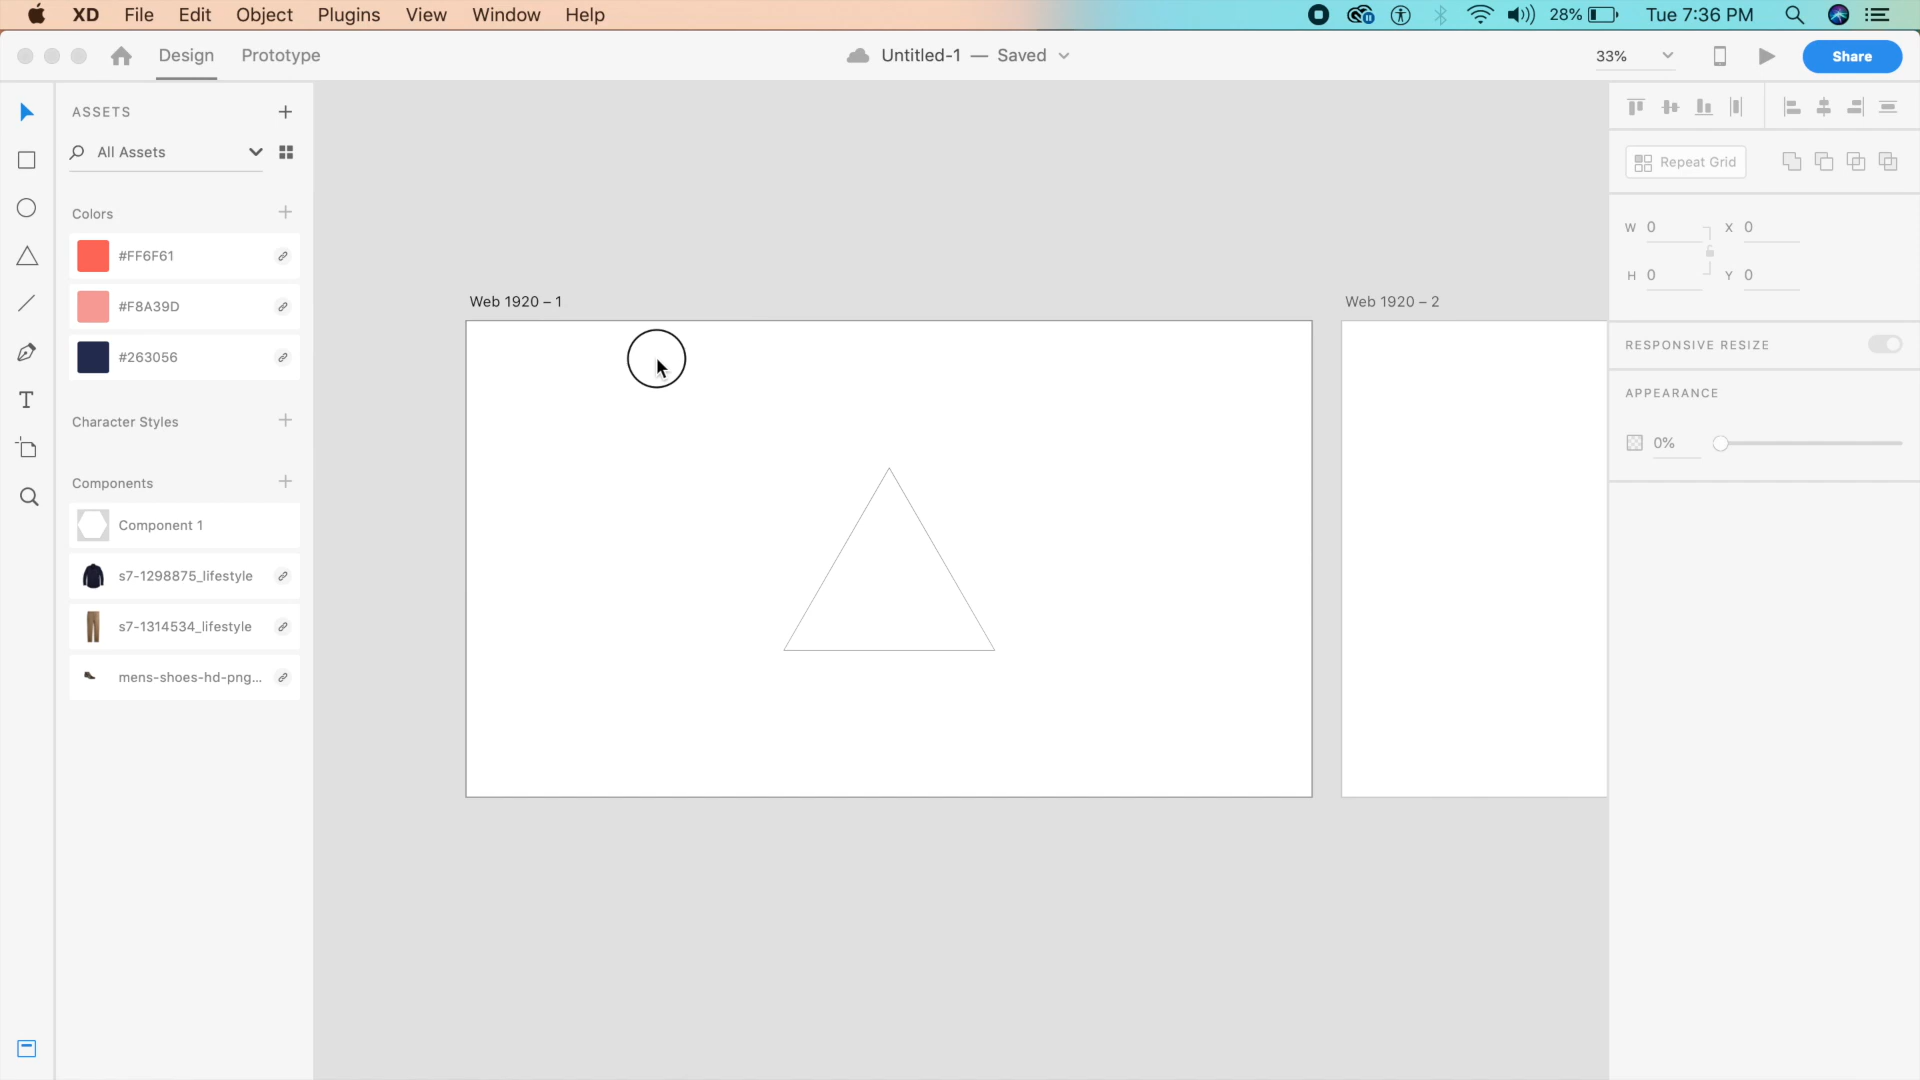 XD File Edit Object Plugins View Window Help 28% Tue 7:36 PM
Design Prototype Untitled-1 — Saved 33% Share
ASSETS
All Assets
Colors
#FF6F61
#F8A39D
#263056
Character Styles
Components
Component 1
s7-1298875_lifestyle
s7-1314534_lifestyle
mens-shoes-hd-png...
Web 1920 – 1
Web 1920 – 2
Repeat Grid
W 0 X 0
H 0 Y 0
RESPONSIVE RESIZE
APPEARANCE
0%